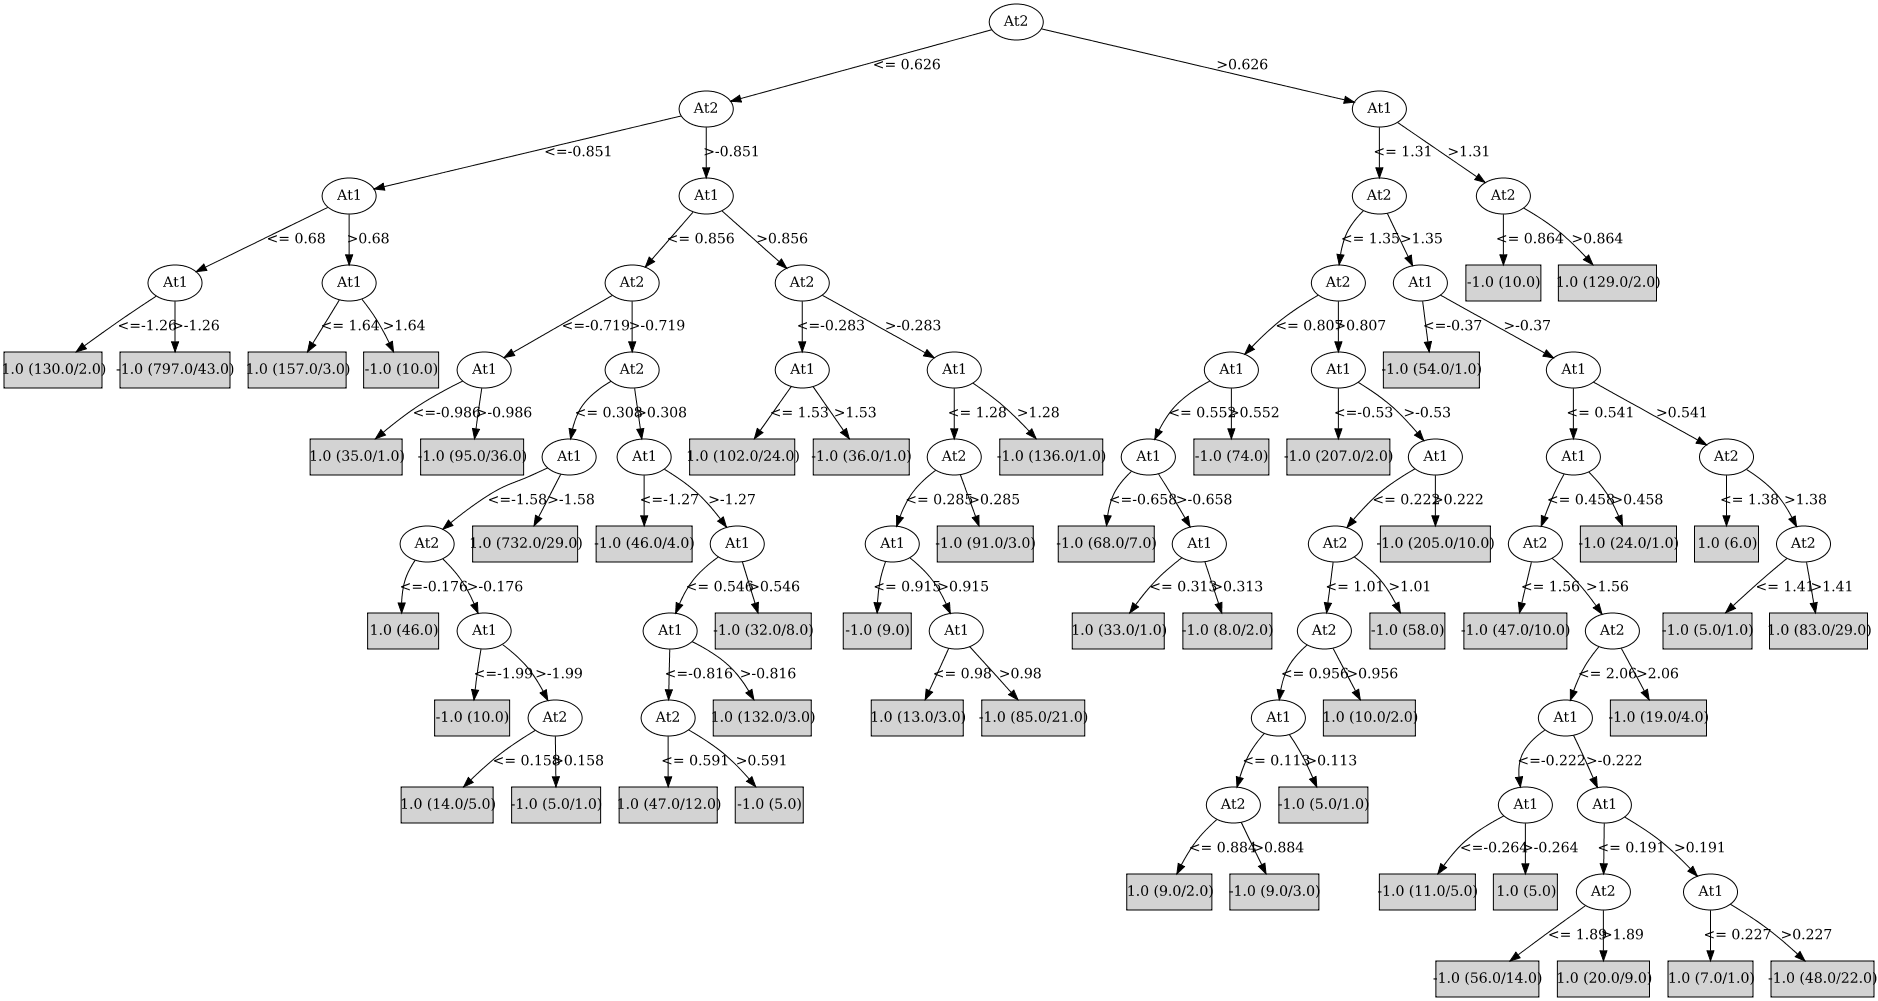 At2
<= 0.626 >0.626
At2 At1
<=-0.851 >-0.851 <= 1.31 >1.31
At1 At1 At2 At2
<= 0.68 >0.68 <= 0.856 >0.856 <= 1.35 >1.35 <= 0.864 >0.864
At1 At1 At2 At2 At2 At1 -1.0 (10.0) 1.0 (129.0/2.0)
<=-1.26 >-1.26 <= 1.64 >1.64 <=-0.719 >-0.719 <=-0.283 >-0.283 <= 0.807 >0.807 <=-0.37 >-0.37
1.0 (130.0/2.0) -1.0 (797.0/43.0) 1.0 (157.0/3.0) -1.0 (10.0) At1 At2 At1 At1 At1 At1 -1.0 (54.0/1.0) At1
<=-0.986 >-0.986 <= 0.308 >0.308 <= 1.53 >1.53 <= 1.28 >1.28 <= 0.552 >0.552 <=-0.53 >-0.53 <= 0.541 >0.541
1.0 (35.0/1.0) -1.0 (95.0/36.0) At1 At1 1.0 (102.0/24.0) -1.0 (36.0/1.0) At2 -1.0 (136.0/1.0) At1 -1.0 (74.0) -1.0 (207.0/2.0) At1 At1 At2
<=-1.58 >-1.58 <=-1.27 >-1.27 <= 0.285 >0.285 <=-0.658 >-0.658 <= 0.222 >0.222 <= 0.458 >0.458 <= 1.38 >1.38
At2 1.0 (732.0/29.0) -1.0 (46.0/4.0) At1 At1 -1.0 (91.0/3.0) -1.0 (68.0/7.0) At1 At2 -1.0 (205.0/10.0) At2 -1.0 (24.0/1.0) 1.0 (6.0) At2
<=-0.176 >-0.176 <= 0.546 >0.546 <= 0.915 >0.915 <= 0.313 >0.313 <= 1.01 >1.01 <= 1.56 >1.56 <= 1.41 >1.41
1.0 (46.0) At1 At1 -1.0 (32.0/8.0) -1.0 (9.0) At1 1.0 (33.0/1.0) -1.0 (8.0/2.0) At2 -1.0 (58.0) -1.0 (47.0/10.0) At2 -1.0 (5.0/1.0) 1.0 (83.0/29.0)
<=-1.99 >-1.99 <=-0.816 >-0.816 <= 0.98 >0.98 <= 0.956 >0.956 <= 2.06 >2.06
-1.0 (10.0) At2 At2 1.0 (132.0/3.0) 1.0 (13.0/3.0) -1.0 (85.0/21.0) At1 1.0 (10.0/2.0) At1 -1.0 (19.0/4.0)
<= 0.158 >0.158 <= 0.591 >0.591 <= 0.113 >0.113 <=-0.222 >-0.222
1.0 (14.0/5.0) -1.0 (5.0/1.0) 1.0 (47.0/12.0) -1.0 (5.0) At2 -1.0 (5.0/1.0) At1 At1
<= 0.884 >0.884 <=-0.264 >-0.264 <= 0.191 >0.191
1.0 (9.0/2.0) -1.0 (9.0/3.0) -1.0 (11.0/5.0) 1.0 (5.0) At2 At1
<= 1.89 >1.89 <= 0.227 >0.227
-1.0 (56.0/14.0) 1.0 (20.0/9.0) 1.0 (7.0/1.0) -1.0 (48.0/22.0)